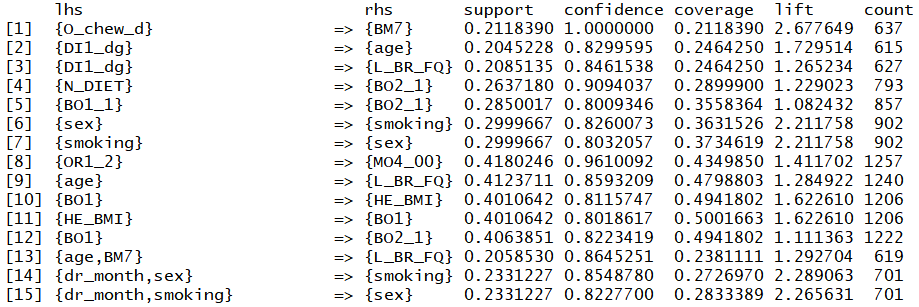 lhs rhs support confidence coverage lift count
[1] {O_chew_d} => {BM7} 0.2118390 1.0000000 0.2118390 2.677649 637
[2] {DI1_dg} => {age} 0.2045228 0.8299595 0.2464250 1.729514 615
[3] {DI1_dg} => {L_BR_FQ} 0.2085135 0.8461538 0.2464250 1.265234 627
[4] {N_DIET} => {BO2_1} 0.2637180 0.9094037 0.2899900 1.229023 793
[5] {BO1_1} => {BO2_1} 0.2850017 0.8009346 0.3558364 1.082432 857
[6] {sex} => {smoking} 0.2999667 0.8260073 0.3631526 2.211758 902
[7] {smoking} => {sex} 0.2999667 0.8032057 0.3734619 2.211758 902
[8] {OR1_2} => {MO4_00} 0.4180246 0.9610092 0.4349850 1.411702 1257
[9] {age} => {L_BR_FQ} 0.4123711 0.8593209 0.4798803 1.284922 1240
[10] {BO1} => {HE_BMI} 0.4010642 0.8115747 0.4941802 1.622610 1206
[11] {HE_BMI} => {BO1} 0.4010642 0.8018617 0.5001663 1.622610 1206
[12] {BO1} => {BO2_1} 0.4063851 0.8223419 0.4941802 1.111363 1222
[13] {age,BM7} => {L_BR_FQ} 0.2058530 0.8645251 0.2381111 1.292704 619
[14] {dr_month,sex} => {smoking} 0.2331227 0.8548780 0.2726970 2.289063 701
[15] {dr_month,smoking} => {sex} 0.2331227 0.8227700 0.2833389 2.265631 701